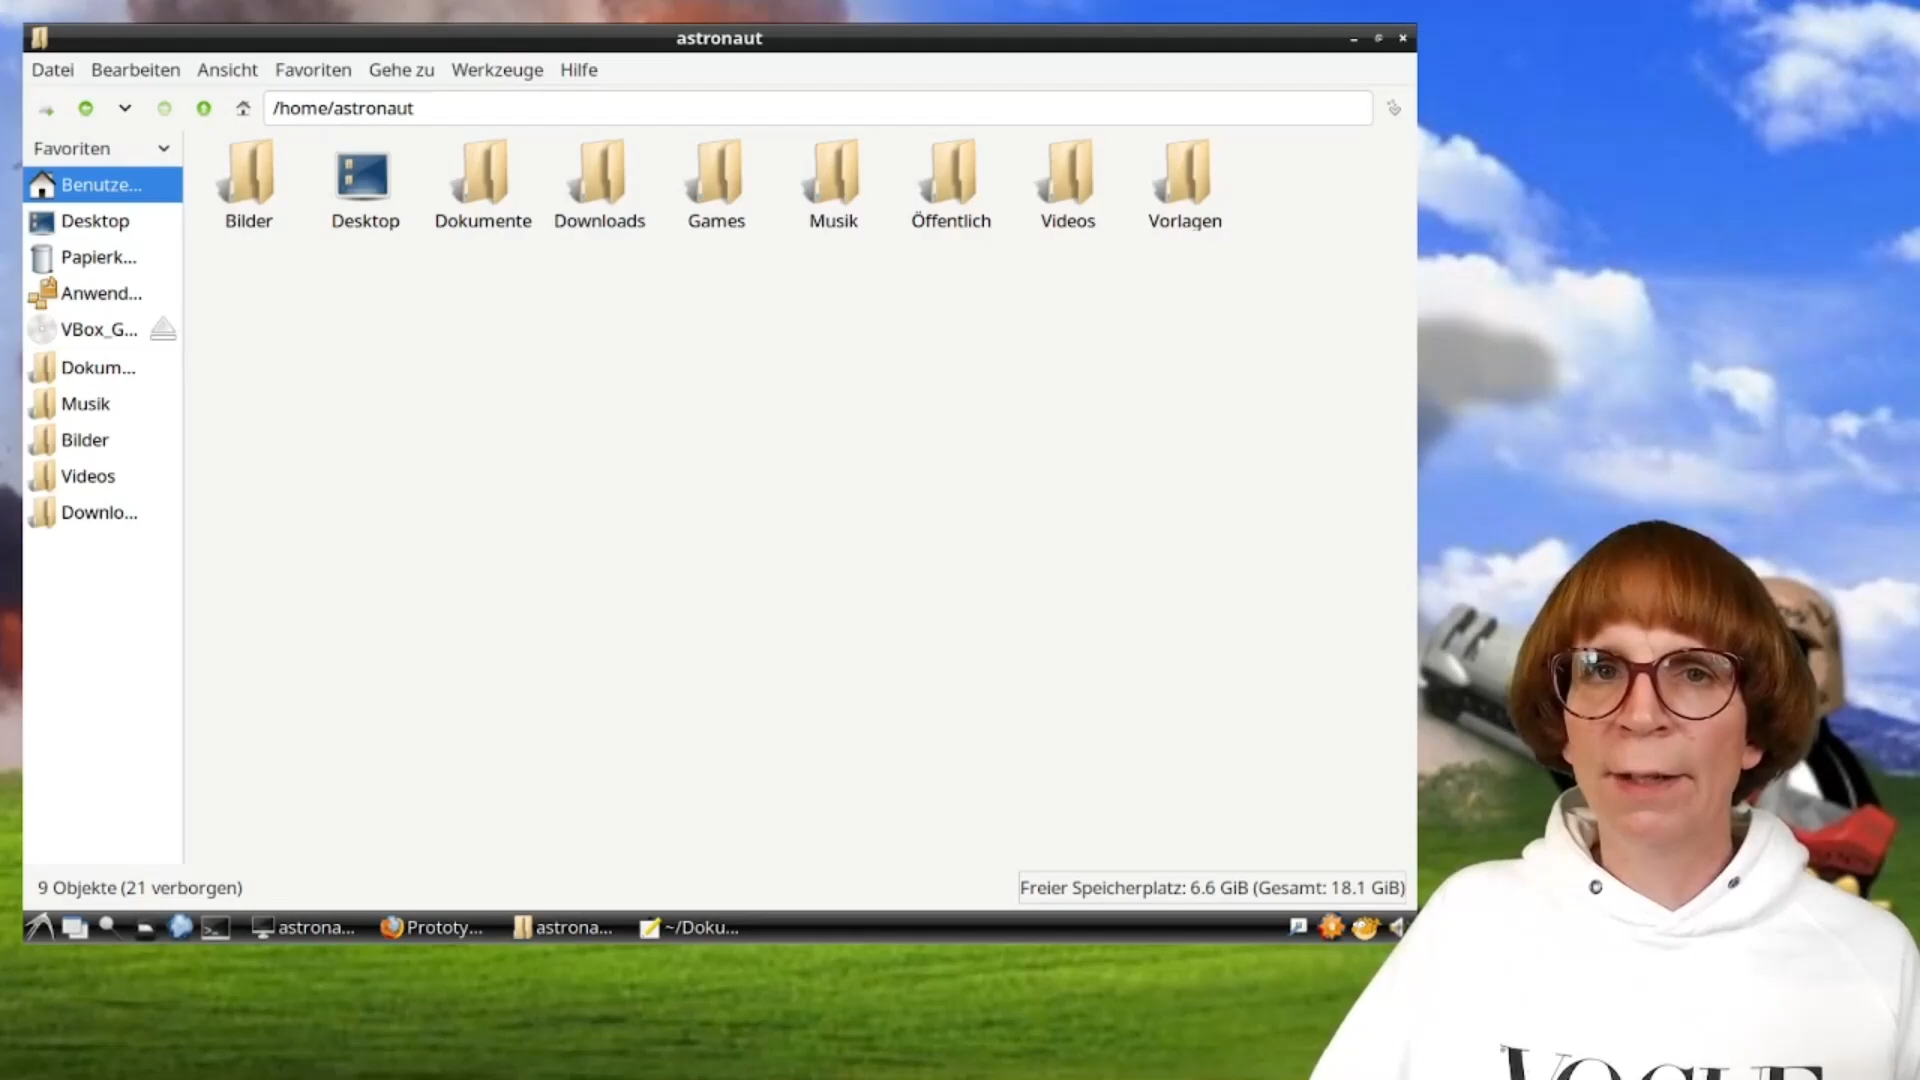 astronaut
Datei Bearbeiten Ansicht Favoriten Gehe zu Werkzeuge Hilfe
/home/astronaut
Favoriten
Benutze...
Desktop
Papierk...
Anwend...
VBox_G...
Dokum...
Musik
Bilder
Videos
Downlo...
Bilder Desktop Dokumente Downloads Games Musik Öffentlich Videos Vorlagen
9 Objekte (21 verborgen)
Freier Speicherplatz: 6.6 GiB (Gesamt: 18.1 GiB)
astrona... Prototy... astrona... ~/Doku...
VOGUE